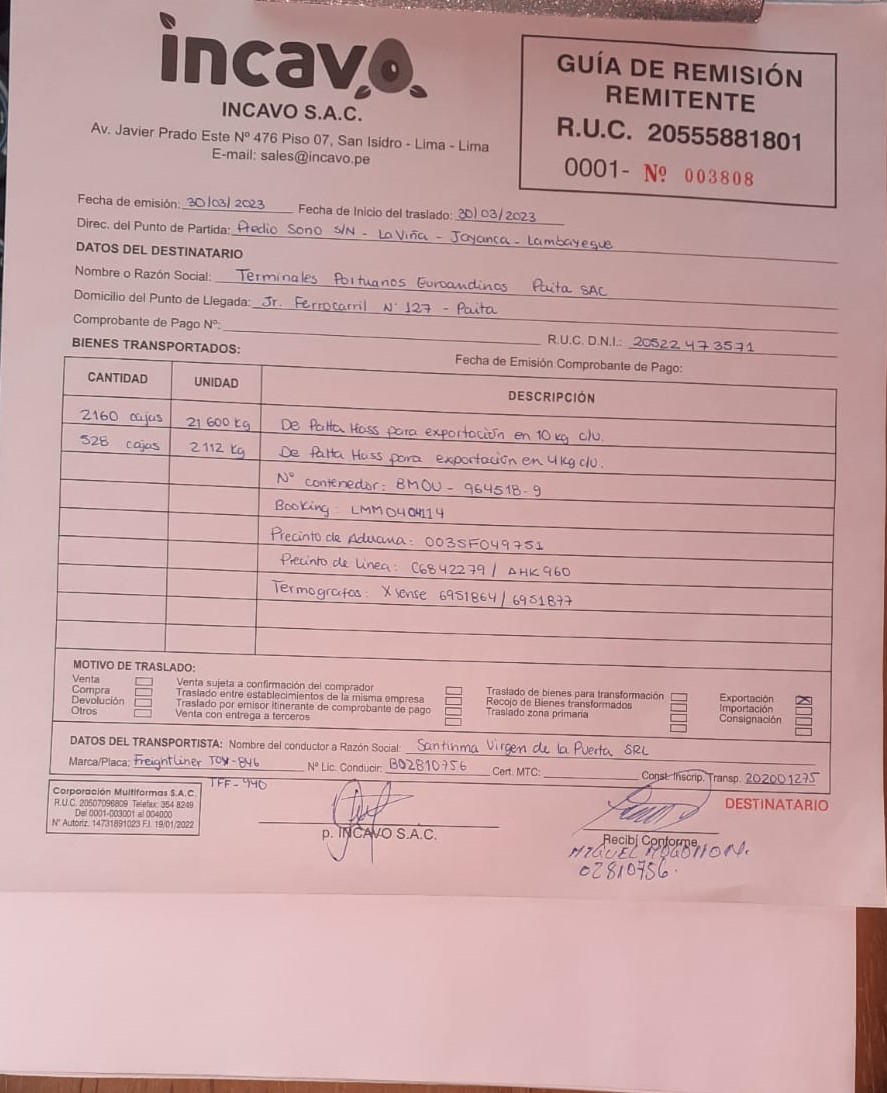 incavo
INCAVO S.A.C.
Av. Javier Prado Este Nº 476 Piso 07, San Isidro - Lima - Lima
E-mail: sales@incavo.pe
GUÍA DE REMISIÓN
REMITENTE
R.U.C. 20555881801
0001- Nº 003808
Fecha de emisión: 30/03/2023 Fecha de Inicio del traslado: 30/03/2023
Direc. del Punto de Partida: Predio Sono S/N - La Viña - Jayanca - Lambayeque
DATOS DEL DESTINATARIO
Nombre o Razón Social: Terminales Portuarios Euroandinos Paita SAC
Domicilio del Punto de Llegada: Jr. Ferrocarril Nº 127 - Paita
Comprobante de Pago Nº: R.U.C. D.N.I.: 20522473571
BIENES TRANSPORTADOS: Fecha de Emisión Comprobante de Pago:
CANTIDAD UNIDAD DESCRIPCIÓN
2160 cajas 21600 kg De Palta Hass para exportación en 10 kg c/u.
528 cajas 2112 kg De Palta Hass para exportación en 4kg c/u.
Nº contenedor: BMOU - 964518-9
Booking: LMM0404114
Precinto de Aduana: 003SF049751
Precinto de Linea: C6842279 / AHK960
Termografos: Xsense 6951864 / 6951877
MOTIVO DE TRASLADO:
Venta Venta sujeta a confirmación del comprador Traslado de bienes para transformación Exportación X
Compra Traslado entre establecimientos de la misma empresa Recojo de Bienes transformados Importación
Devolución Traslado por emisor itinerante de comprobante de pago Traslado zona primaria Consignación
Otros Venta con entrega a terceros
DATOS DEL TRANSPORTISTA: Nombre del conductor a Razón Social: Santinma Virgen de la Puerta SRL
Marca/Placa: Freightliner -846 Nº Lic. Conducir: B02810756 Cert. MTC: Const. Inscrip. Transp. 202001275
TFF-940
Corporación Multiformas S.A.C.
R.U.C. 20507096809 Telefax: 354 8249
Del 0001-003001 al 004000
Nº Autoriz. 14731891023 F.I. 19/01/2022
p. INCAVO S.A.C.
DESTINATARIO
Recibí Conforme
MIGUEL
02810756.